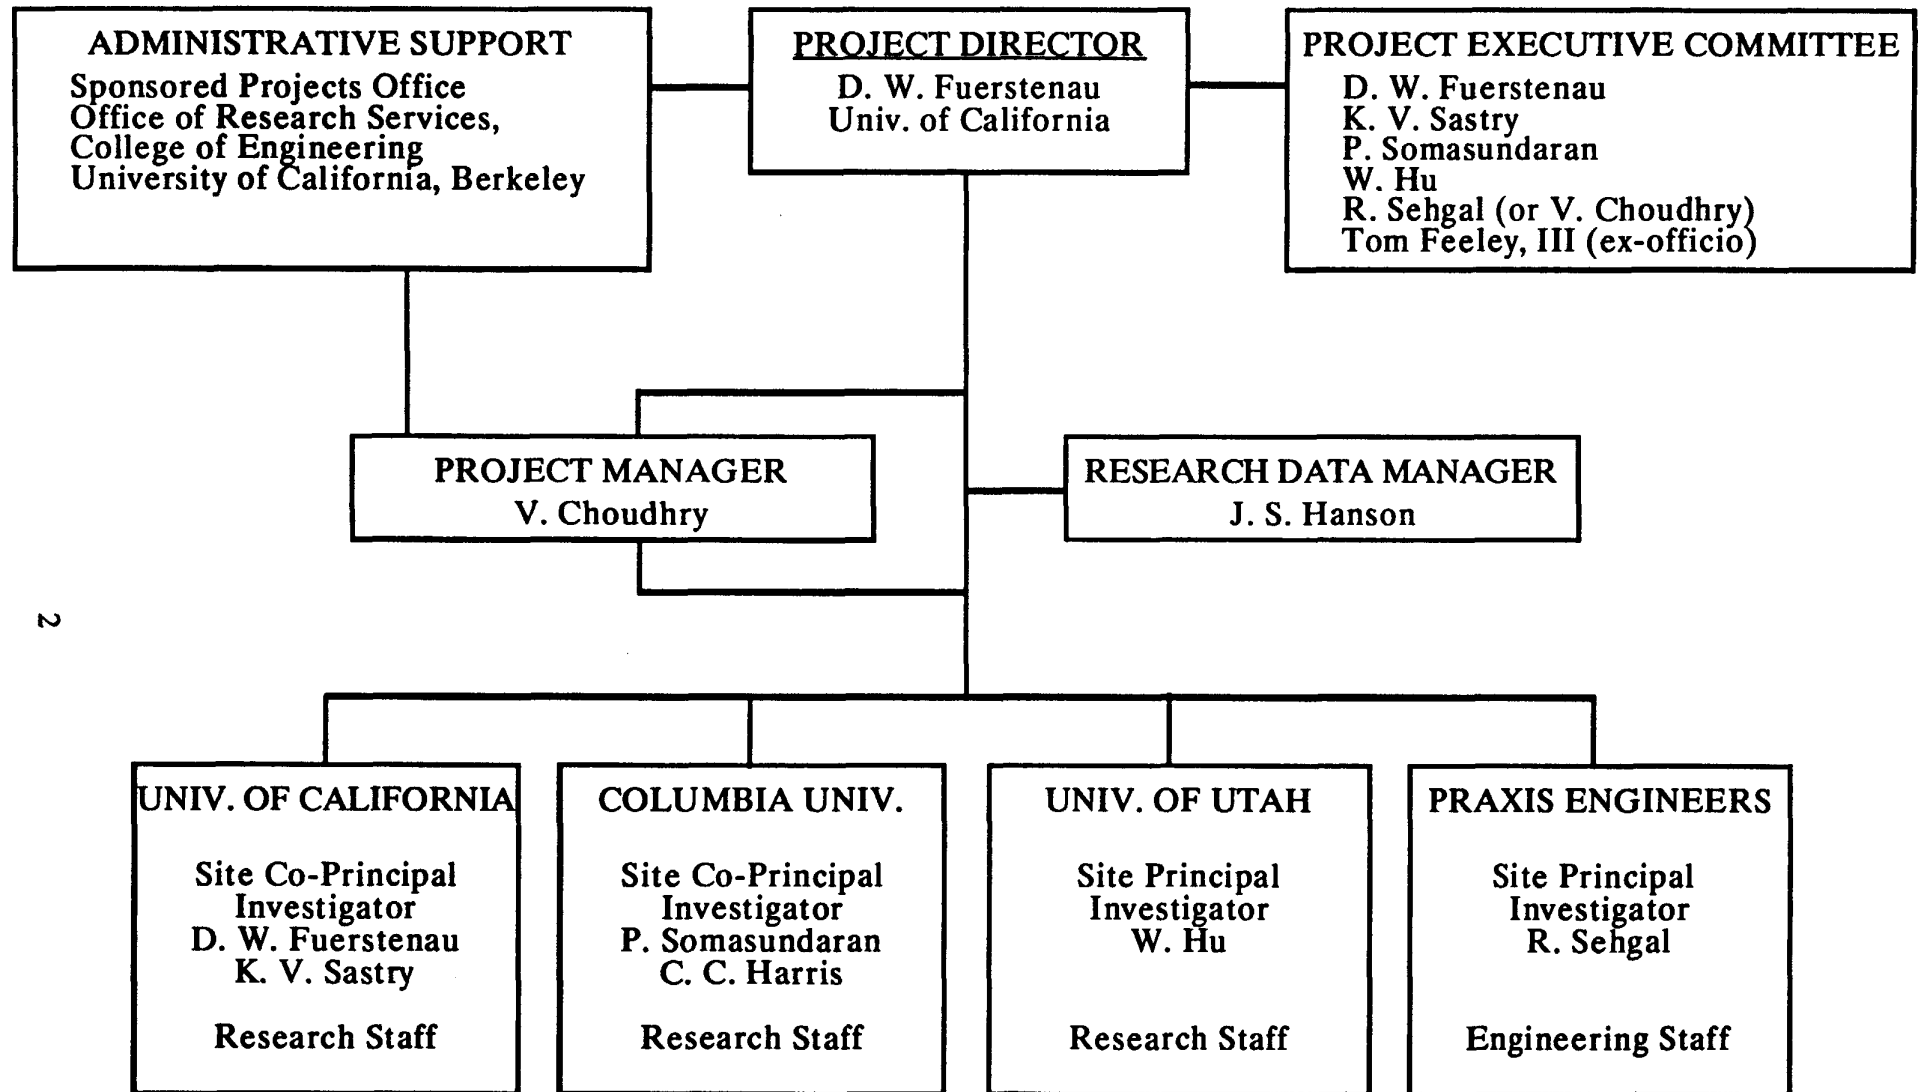 ADMINISTRATIVE SUPPORT
Sponsored Projects Office
Office of Research Services,
College of Engineering
University of California, Berkeley
PROJECT DIRECTOR
D. W. Fuerstenau
Univ. of California
PROJECT EXECUTIVE COMMITTEE
D. W. Fuerstenau
K. V. Sastry
P. Somasundaran
W. Hu
R. Sehgal (or V. Choudhry)
Tom Feeley, III (ex-officio)
PROJECT MANAGER
V. Choudhry
RESEARCH DATA MANAGER
J. S. Hanson
2
UNIV. OF CALIFORNIA
Site Co-Principal
Investigator
D. W. Fuerstenau
K. V. Sastry
Research Staff
COLUMBIA UNIV.
Site Co-Principal
Investigator
P. Somasundaran
C. C. Harris
Research Staff
UNIV. OF UTAH
Site Principal
Investigator
W. Hu
Research Staff
PRAXIS ENGINEERS
Site Principal
Investigator
R. Sehgal
Engineering Staff